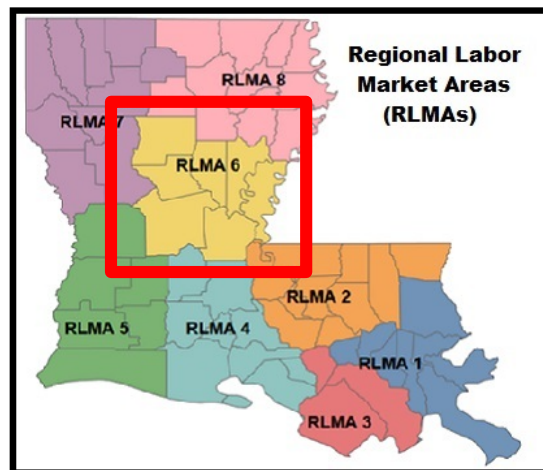 Regional Labor
Market Areas
(RLMAs)
RLMA 8
RLMA 7
RLMA 6
RLMA 2
RLMA 5
RLMA 4
RLMA 1
RLMA 3